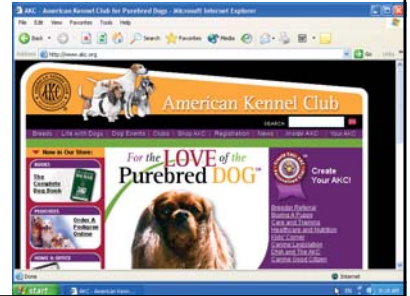 AKC - American Kennel Club for Purebred Dogs - Microsoft Internet Explorer
File Edit View Favorites Tools Help
Back Search Favorites Media
Address http://www.akc.org Go Links
AKC
American Kennel Club
SEARCH
Breeds | Life with Dogs | Dog Events | Clubs | Shop AKC | Registration | News | Inside AKC | Your AKC
Now in Our Store:
BOOKS
The Complete Dog Book
PEDIGREES
Order A Pedigree Online
HOME & OFFICE
For the LOVE of the
Purebred DOG
Create
Your AKC!
Breeder Referral
Buying A Puppy
Care and Training
Healthcare and Nutrition
Kids' Corner
Canine Legislation
DNA and The AKC
Canine Good Citizen
Done Internet
start AKC - American Kenn...